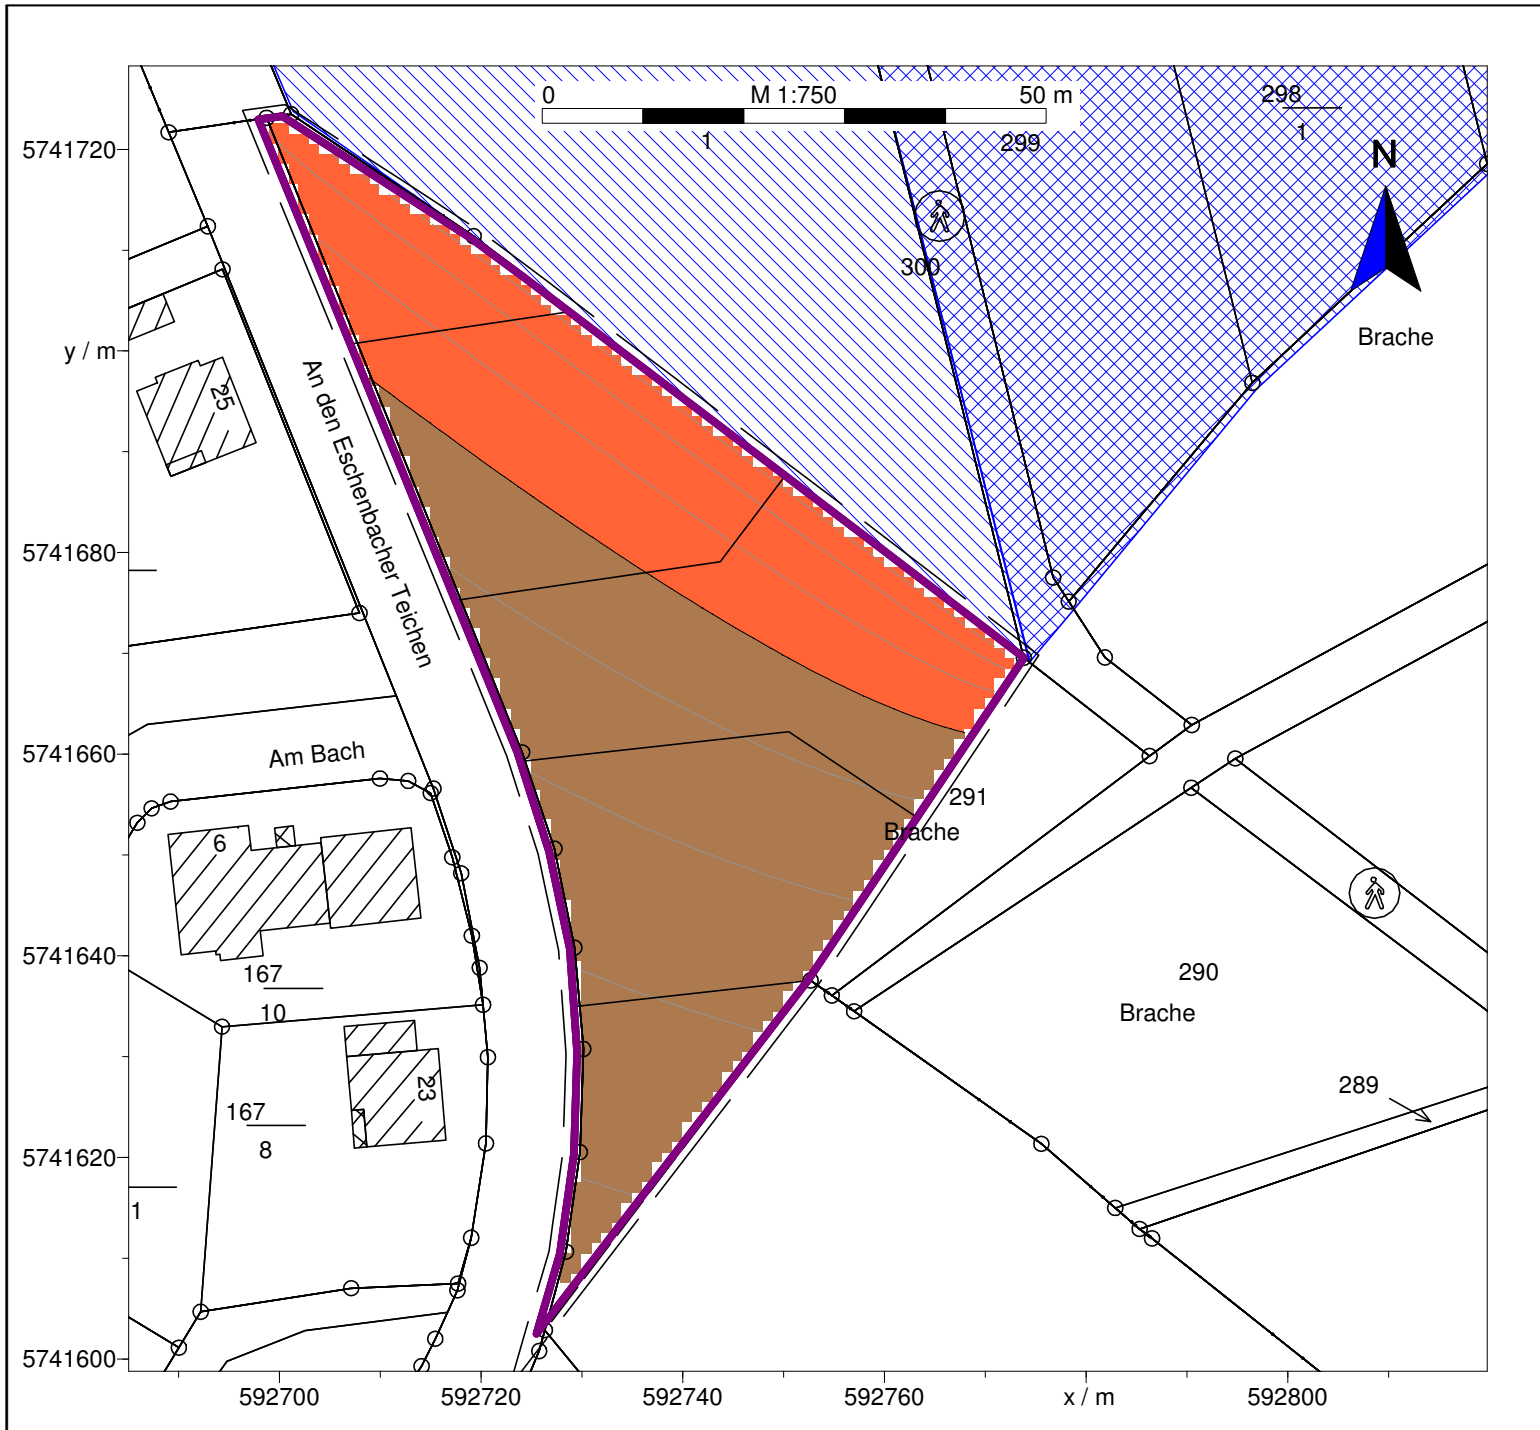 0 M 1:750 50 m
298
1
1
299
N
5741720
300
Brache
y / m
An den Eschenbacher Teichen
25
5741680
Am Bach
5741660
291
Brache
6
5741640
167
10
290
Brache
23
289
167
8
5741620
1
5741600
592700 592720 592740 592760 x / m 592800